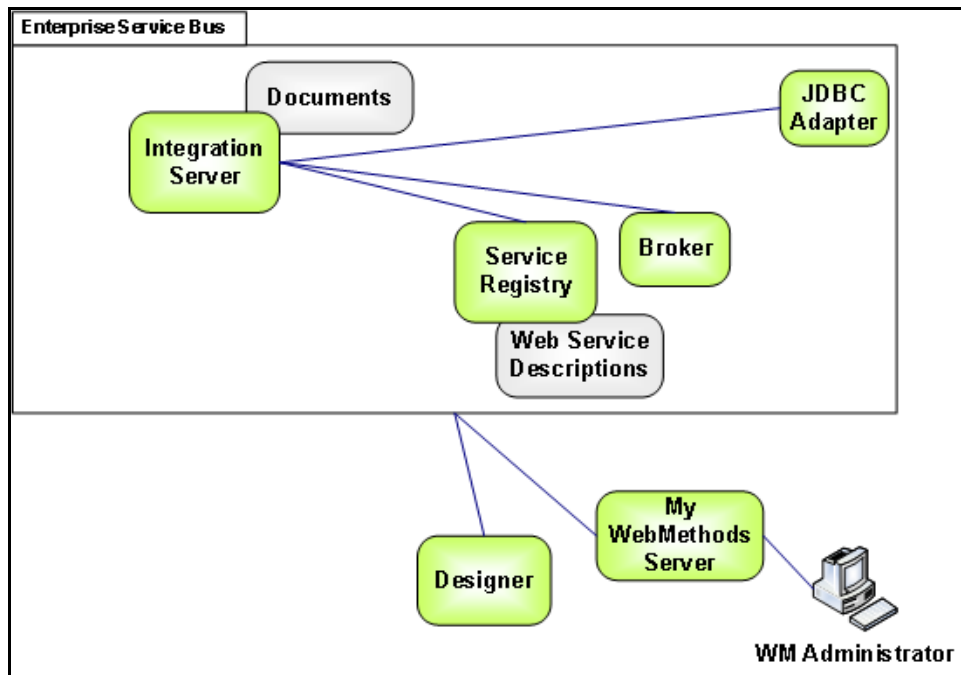 Enterprise Service Bus
Documents
Integration
Server
JDBC
Adapter
Service
Registry
Broker
Web Service
Descriptions
My
WebMethods
Server
Designer
WM Administrator